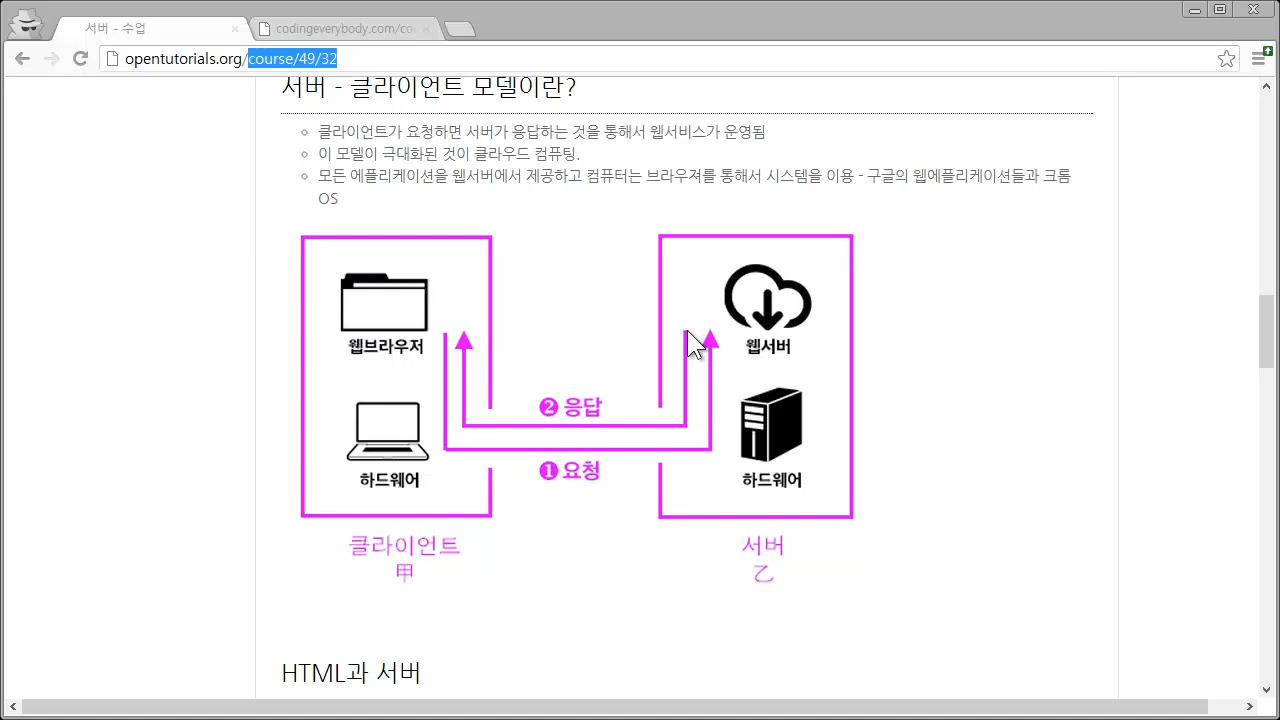 서버 - 수업
codingeverybody.com/co
opentutorials.org/course/49/32
서버 - 클라이언트 모델이란?
클라이언트가 요청하면 서버가 응답하는 것을 통해서 웹서비스가 운영됨
이 모델이 극대화된 것이 클라우드 컴퓨팅.
모든 에플리케이션을 웹서버에서 제공하고 컴퓨터는 브라우져를 통해서 시스템을 이용 - 구글의 웹에플리케이션들과 크롬
OS
웹브라우저
웹서버
❷ 응답
❶ 요청
하드웨어
하드웨어
클라이언트
서버
甲
乙
HTML과 서버